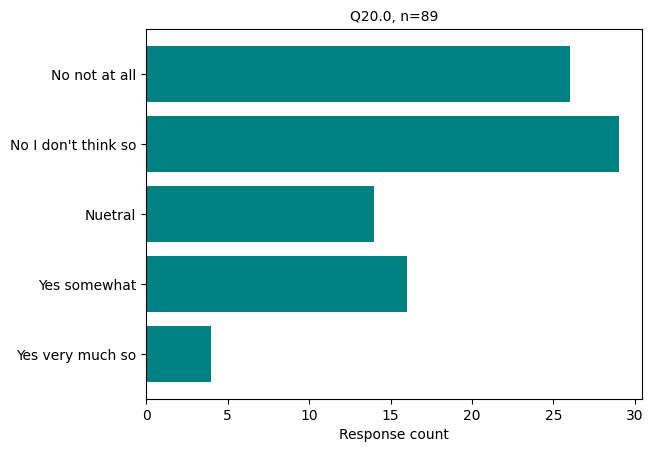 Q20.0, n=89
No not at all
No I don't think so
Nuetral
Yes somewhat
Yes very much so
0 5 10 15 20 25 30
Response count